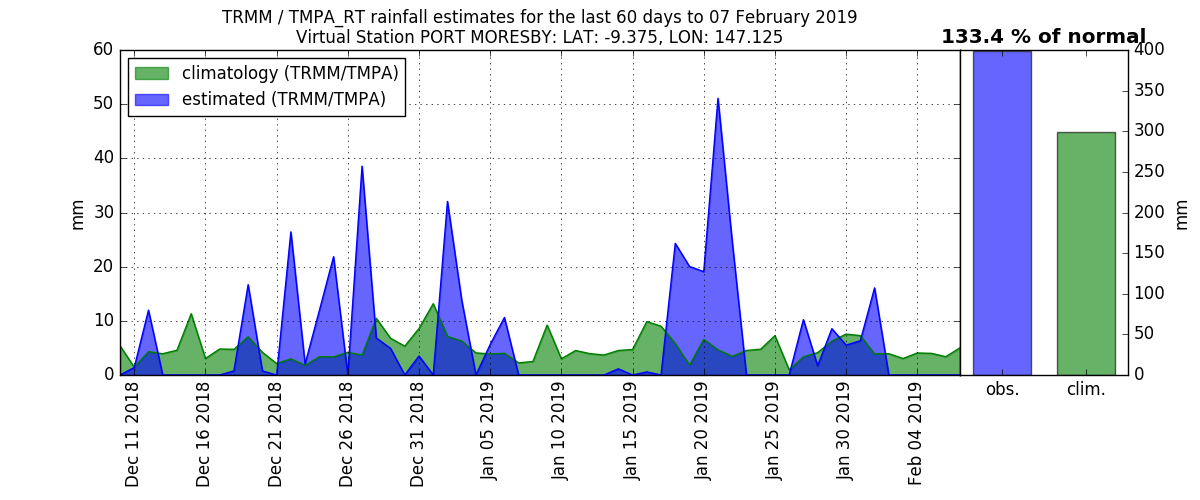 TRMM / TMPA_RT rainfall estimates for the last 60 days to 07 February 2019
Virtual Station PORT MORESBY: LAT: -9.375, LON: 147.125
133.4 % of normal
climatology (TRMM/TMPA)
estimated (TRMM/TMPA)
60
50
40
30
20
10
0
mm
Dec 11 2018
Dec 16 2018
Dec 21 2018
Dec 26 2018
Dec 31 2018
Jan 05 2019
Jan 10 2019
Jan 15 2019
Jan 20 2019
Jan 25 2019
Jan 30 2019
Feb 04 2019
obs.
clim.
400
350
300
250
200
150
100
50
0
mm